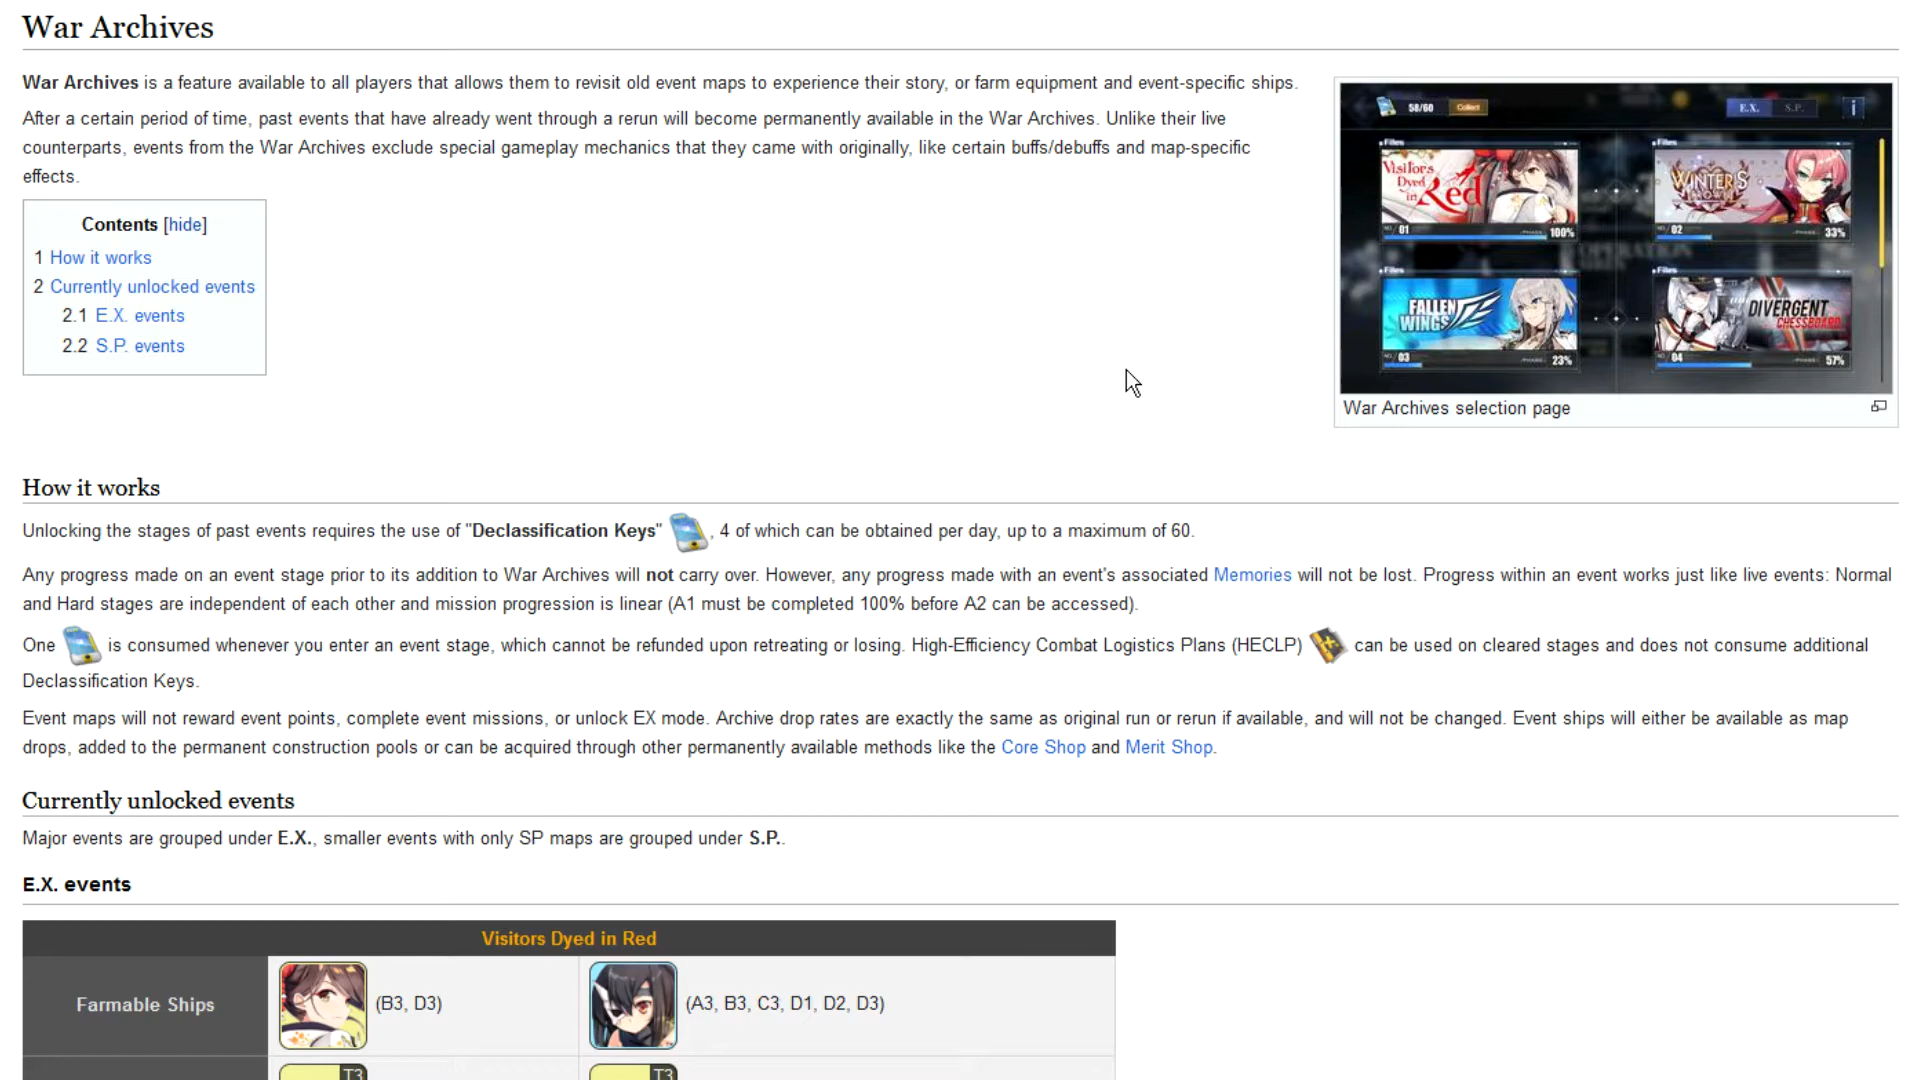 War Archives
War Archives is a feature available to all players that allows them to revisit old event maps to experience their story, or farm equipment and event-specific ships.
After a certain period of time, past events that have already went through a rerun will become permanently available in the War Archives. Unlike their live
counterparts, events from the War Archives exclude special gameplay mechanics that they came with originally, like certain buffs/debuffs and map-specific
effects.
Contents [hide]
1 How it works
2 Currently unlocked events
2.1 E.X. events
2.2 S.P. events
58/60 Collect E.X. S.P. i
Files Files
Visitors Dyed in Red
WINTER'S CROWN
NO/ 01 PHASE 100%
NO/ 02 PHASE 33%
Files Files
FALLEN WINGS
DIVERGENT CHESSBOARD
NO/ 03 PHASE 23%
NO/ 04 PHASE 57%
War Archives selection page
How it works
Unlocking the stages of past events requires the use of "Declassification Keys" , 4 of which can be obtained per day, up to a maximum of 60.
Any progress made on an event stage prior to its addition to War Archives will not carry over. However, any progress made with an event's associated Memories will not be lost. Progress within an event works just like live events: Normal
and Hard stages are independent of each other and mission progression is linear (A1 must be completed 100% before A2 can be accessed).
One is consumed whenever you enter an event stage, which cannot be refunded upon retreating or losing. High-Efficiency Combat Logistics Plans (HECLP) can be used on cleared stages and does not consume additional
Declassification Keys.
Event maps will not reward event points, complete event missions, or unlock EX mode. Archive drop rates are exactly the same as original run or rerun if available, and will not be changed. Event ships will either be available as map
drops, added to the permanent construction pools or can be acquired through other permanently available methods like the Core Shop and Merit Shop.
Currently unlocked events
Major events are grouped under E.X., smaller events with only SP maps are grouped under S.P..
E.X. events
Visitors Dyed in Red
Farmable Ships (B3, D3) (A3, B3, C3, D1, D2, D3)
T3 T3